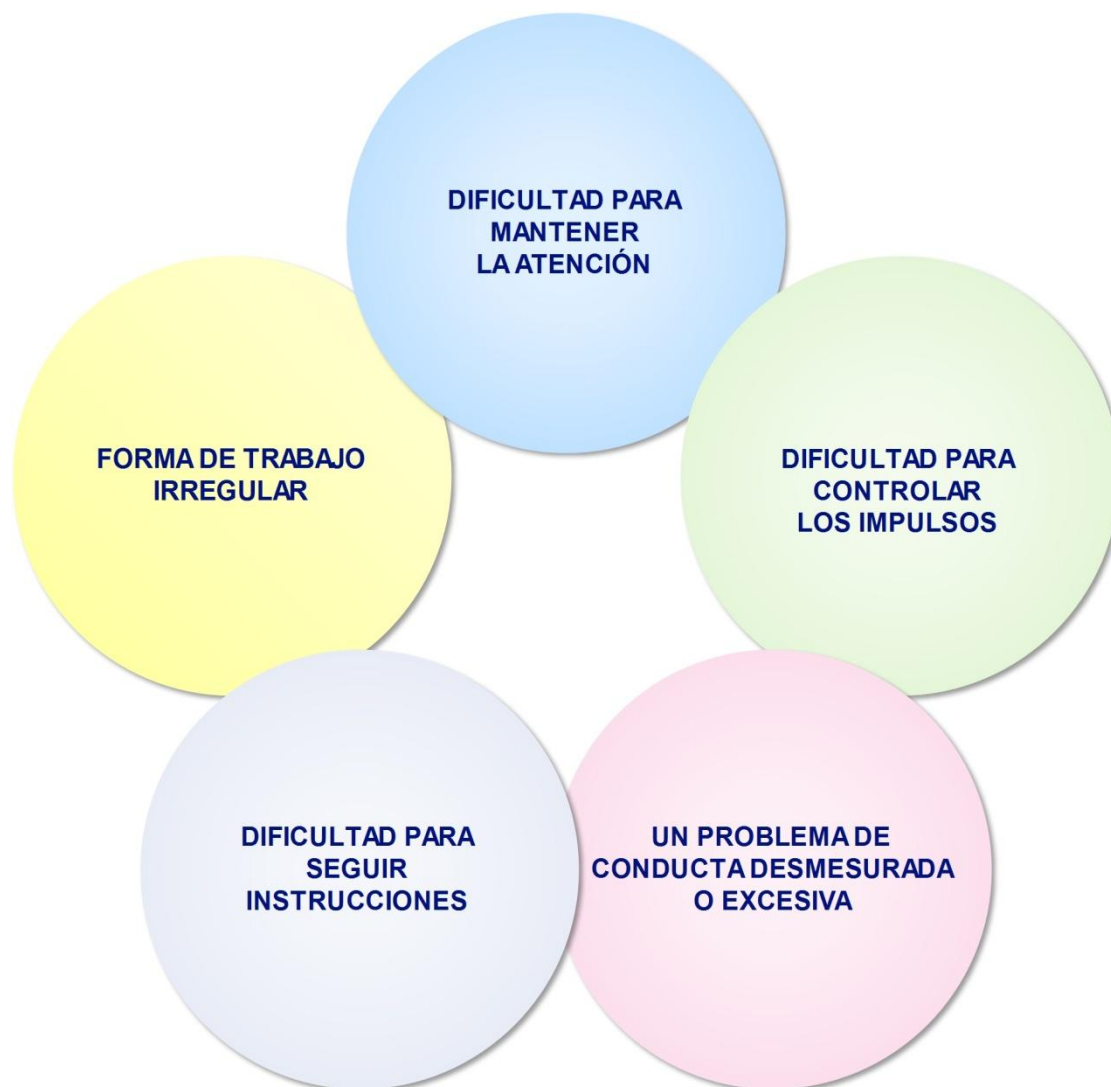 DIFICULTAD PARA
MANTENER
LA ATENCIÓN
FORMA DE TRABAJO
IRREGULAR
DIFICULTAD PARA
CONTROLAR
LOS IMPULSOS
DIFICULTAD PARA
SEGUIR
INSTRUCCIONES
UN PROBLEMA DE
CONDUCTA DESMESURADA
O EXCESIVA